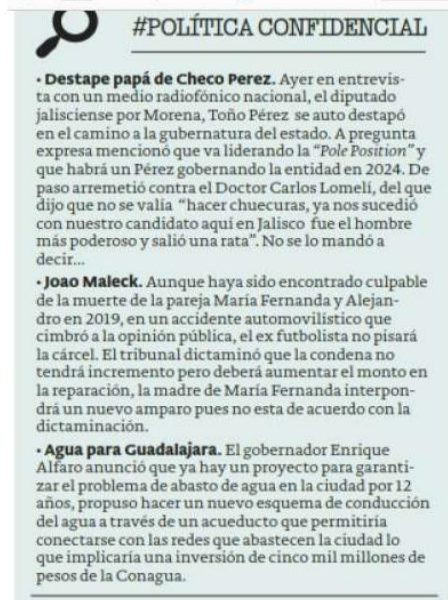 #POLÍTICA CONFIDENCIAL
· Destape papá de Checo Perez. Ayer en entrevis-
ta con un medio radiofónico nacional, el diputado
jalisciense por Morena, Toño Pérez se auto destapó
en el camino a la gubernatura del estado. A pregunta
expresa mencionó que va liderando la “Pole Position” y
que habrá un Pérez gobernando la entidad en 2024. De
paso arremetió contra el Doctor Carlos Lomelí, del que
dijo que no se valía “hacer chuecuras, ya nos sucedió
con nuestro candidato aquí en Jalisco fue el hombre
más poderoso y salió una rata”. No se lo mandó a
decir...
· Joao Maleck. Aunque haya sido encontrado culpable
de la muerte de la pareja María Fernanda y Alejan-
dro en 2019, en un accidente automovilístico que
cimbró a la opinión pública, el ex futbolista no pisará
la cárcel. El tribunal dictaminó que la condena no
tendrá incremento pero deberá aumentar el monto en
la reparación, la madre de María Fernanda interpon-
drá un nuevo amparo pues no esta de acuerdo con la
dictaminación.
· Agua para Guadalajara. El gobernador Enrique
Alfaro anunció que ya hay un proyecto para garanti-
zar el problema de abasto de agua en la ciudad por 12
años, propuso hacer un nuevo esquema de conducción
del agua a través de un acueducto que permitiría
conectarse con las redes que abastecen la ciudad lo
que implicaría una inversión de cinco mil millones de
pesos de la Conagua.